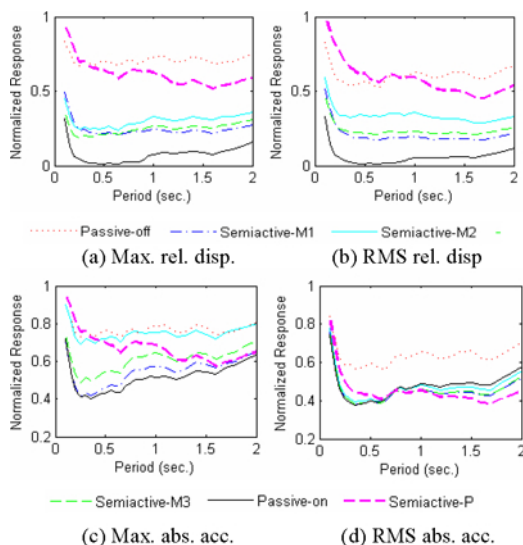 1
0.5
0
Normalized Response
0 0.5 1 1.5 2
Period (sec.)
1
0.5
0
Normalized Response
0 0.5 1 1.5 2
Period (sec.)
Passive-off Semiactive-M1 Semiactive-M2
(a) Max. rel. disp. (b) RMS rel. disp
1
0.8
0.6
0.4
0.2
Normalized Response
0 0.5 1 1.5 2
Period (sec.)
1
0.8
0.6
0.4
0.2
Normalized Response
0 0.5 1 1.5 2
Period (sec.)
Semiactive-M3 Passive-on Semiactive-P
(c) Max. abs. acc. (d) RMS abs. acc.